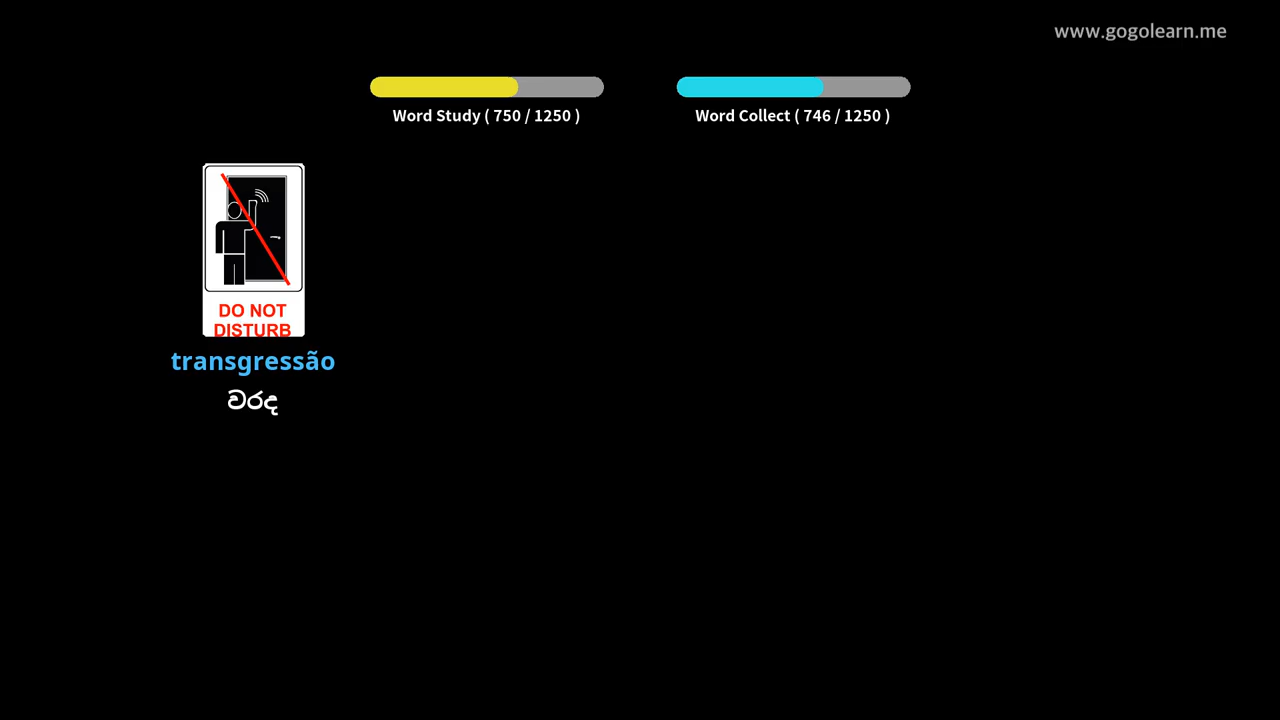 www.gogolearn.me
Word Study ( 750 / 1250 )
Word Collect ( 746 / 1250 )
DO NOT
DISTURB
transgressão
වරද